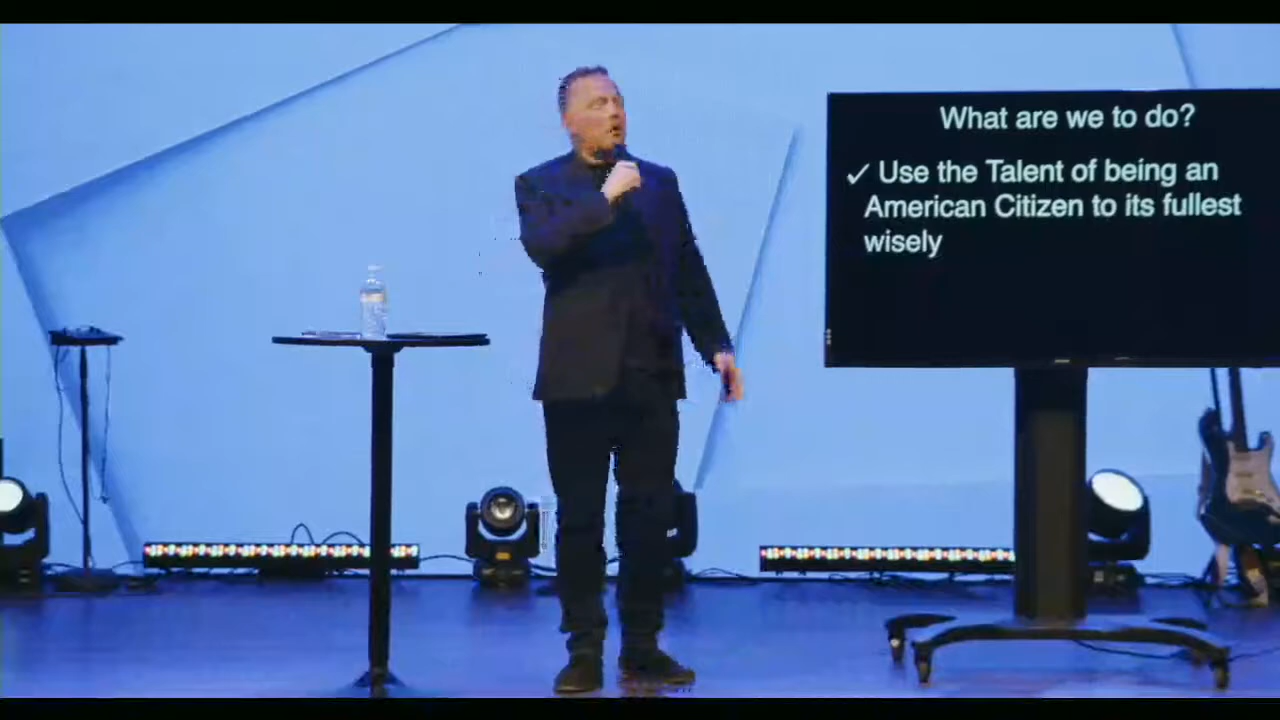 What are we to do?
✓ Use the Talent of being an
American Citizen to its fullest
wisely